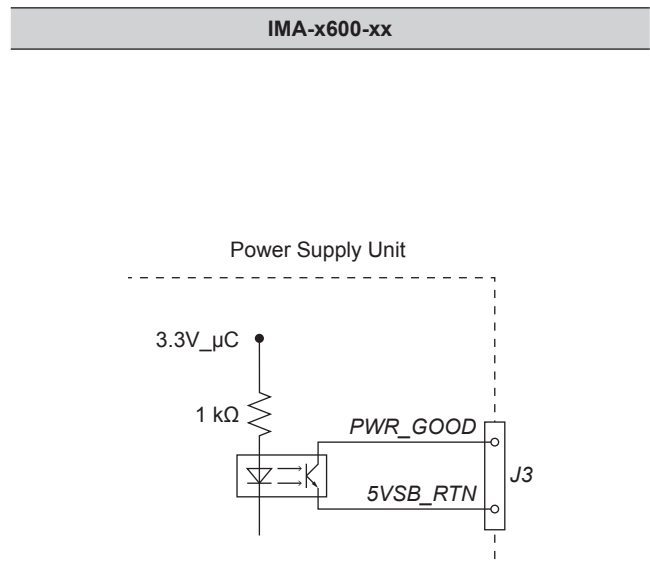 IMA-x600-xx
Power Supply Unit
3.3V_µC
1 kΩ
PWR_GOOD
J3
5VSB_RTN